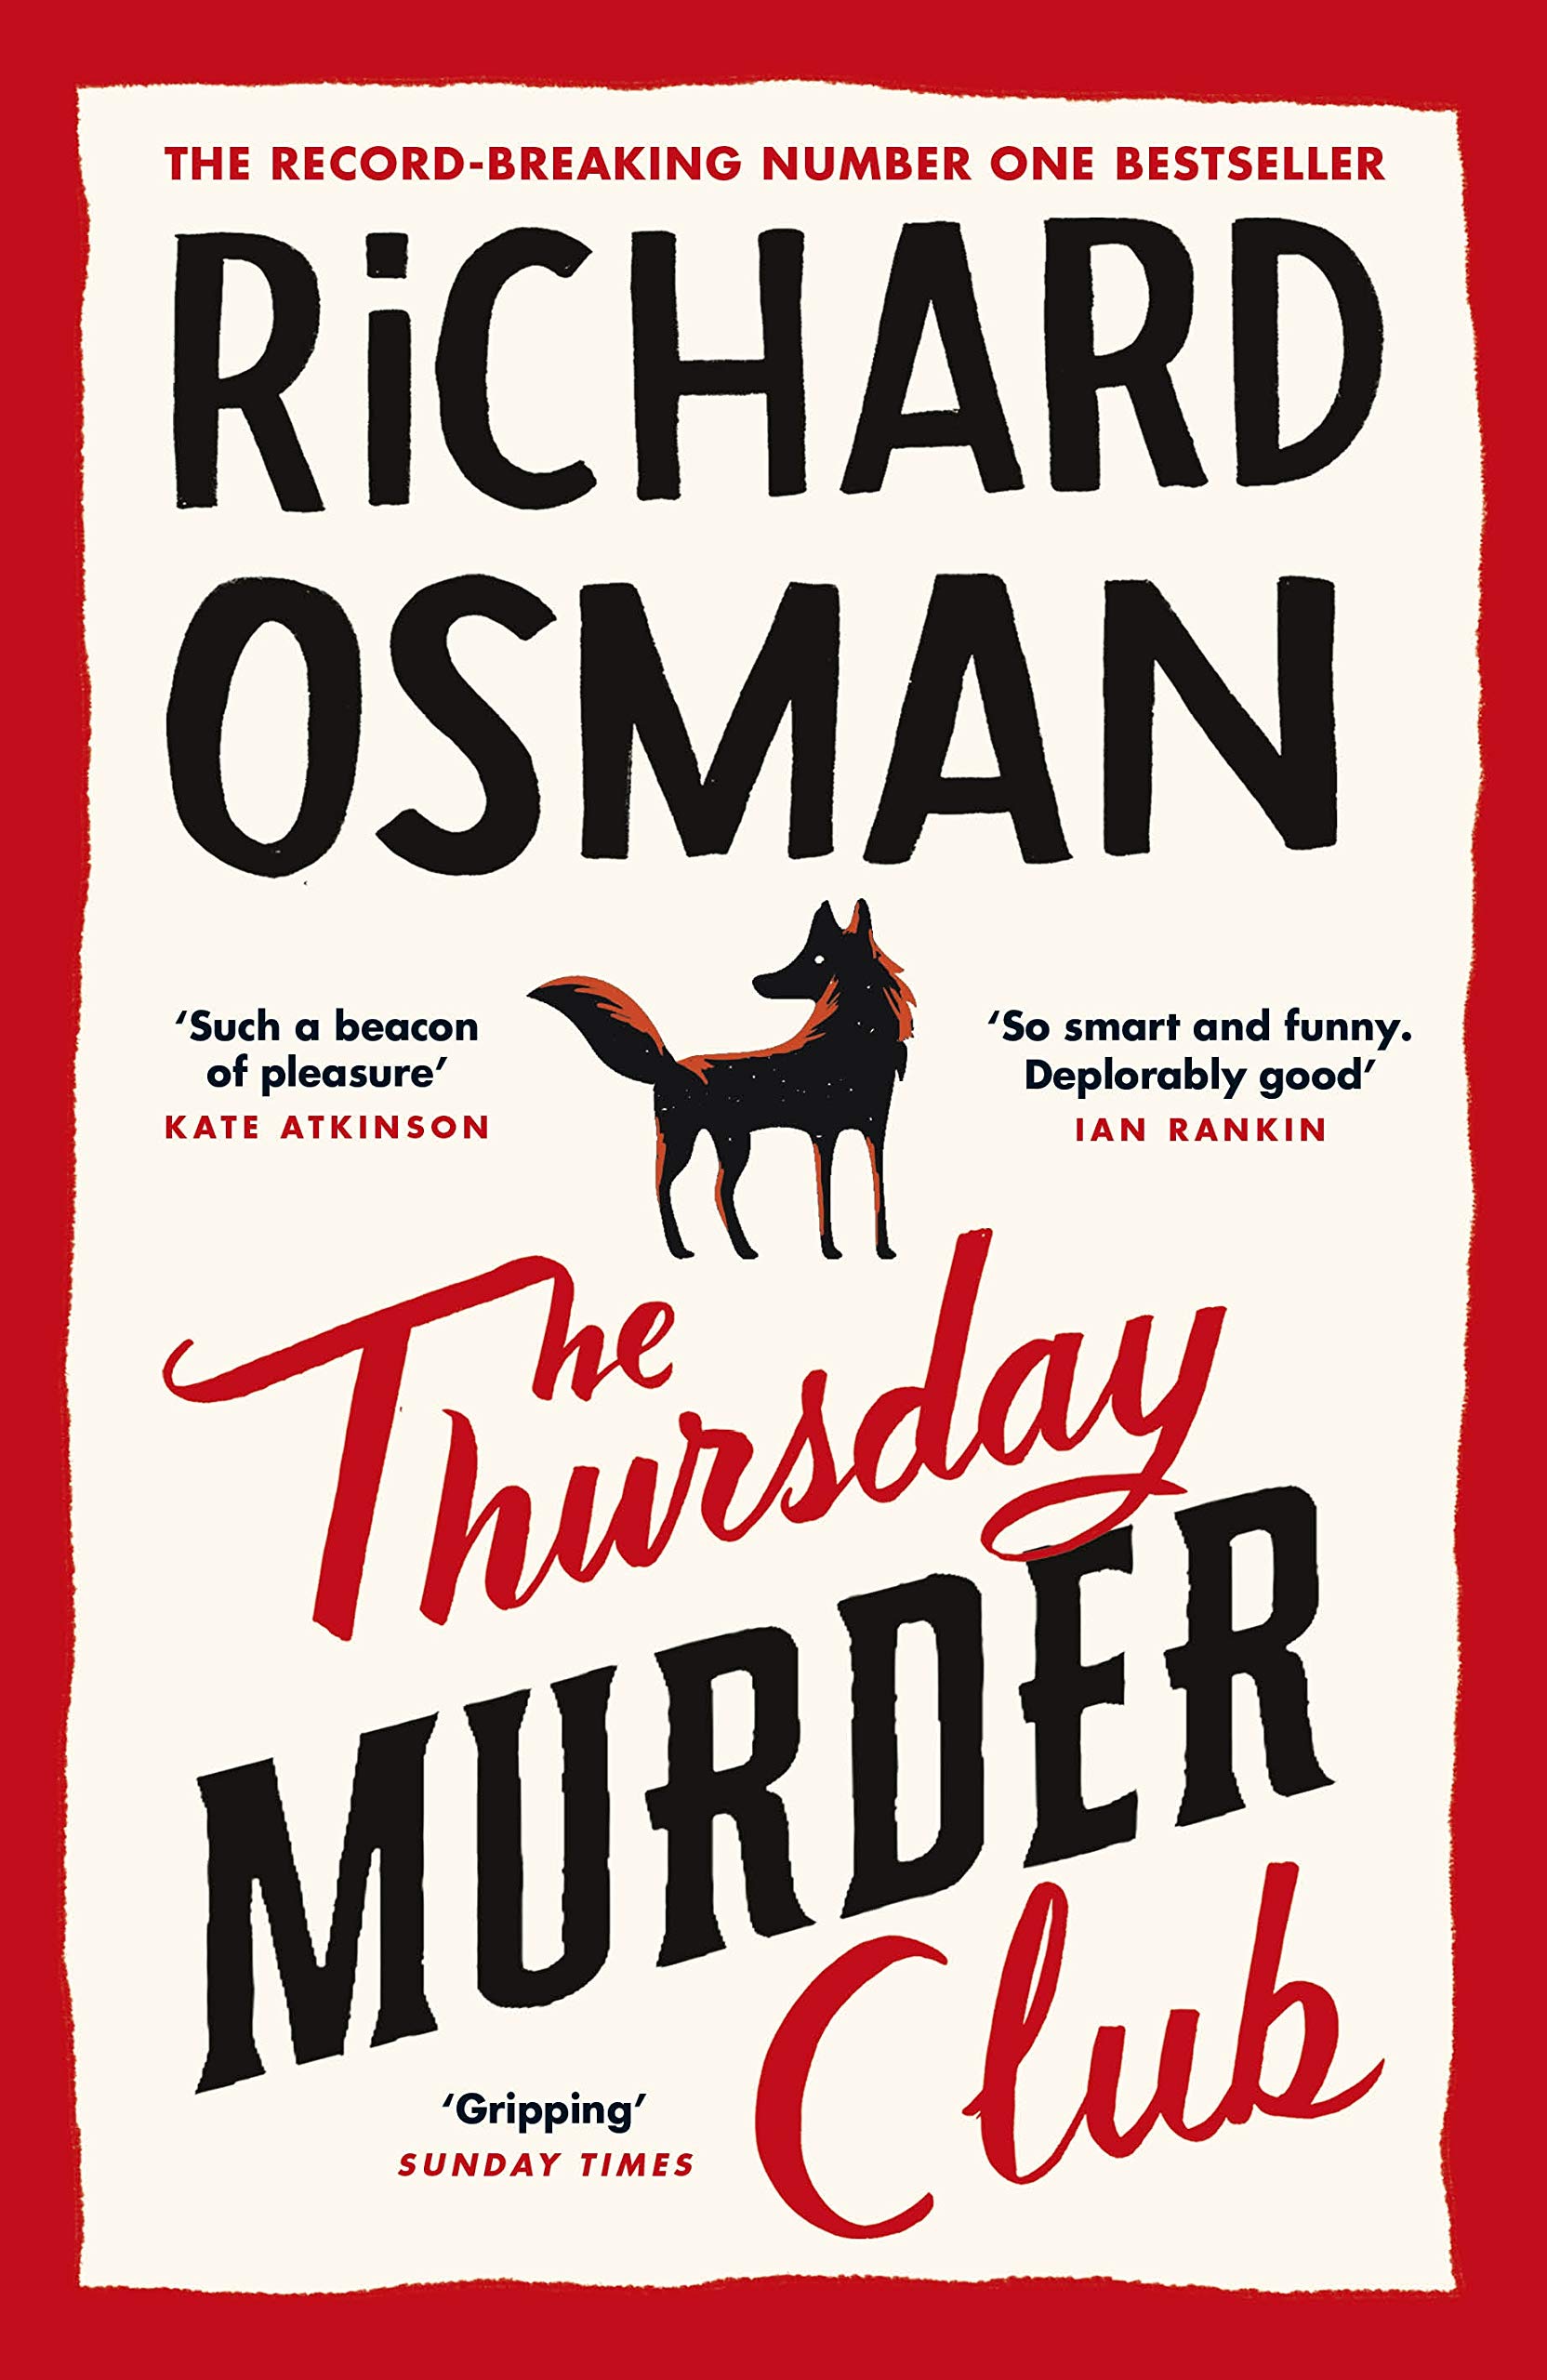 THE RECORD-BREAKING NUMBER ONE BESTSELLER
RiCHARD
OSMAN
‘Such a beacon
of pleasure’
KATE ATKINSON
‘So smart and funny.
Deplorably good’
IAN RANKIN
The
Thursday
MURDER
Club
‘Gripping’
SUNDAY TIMES